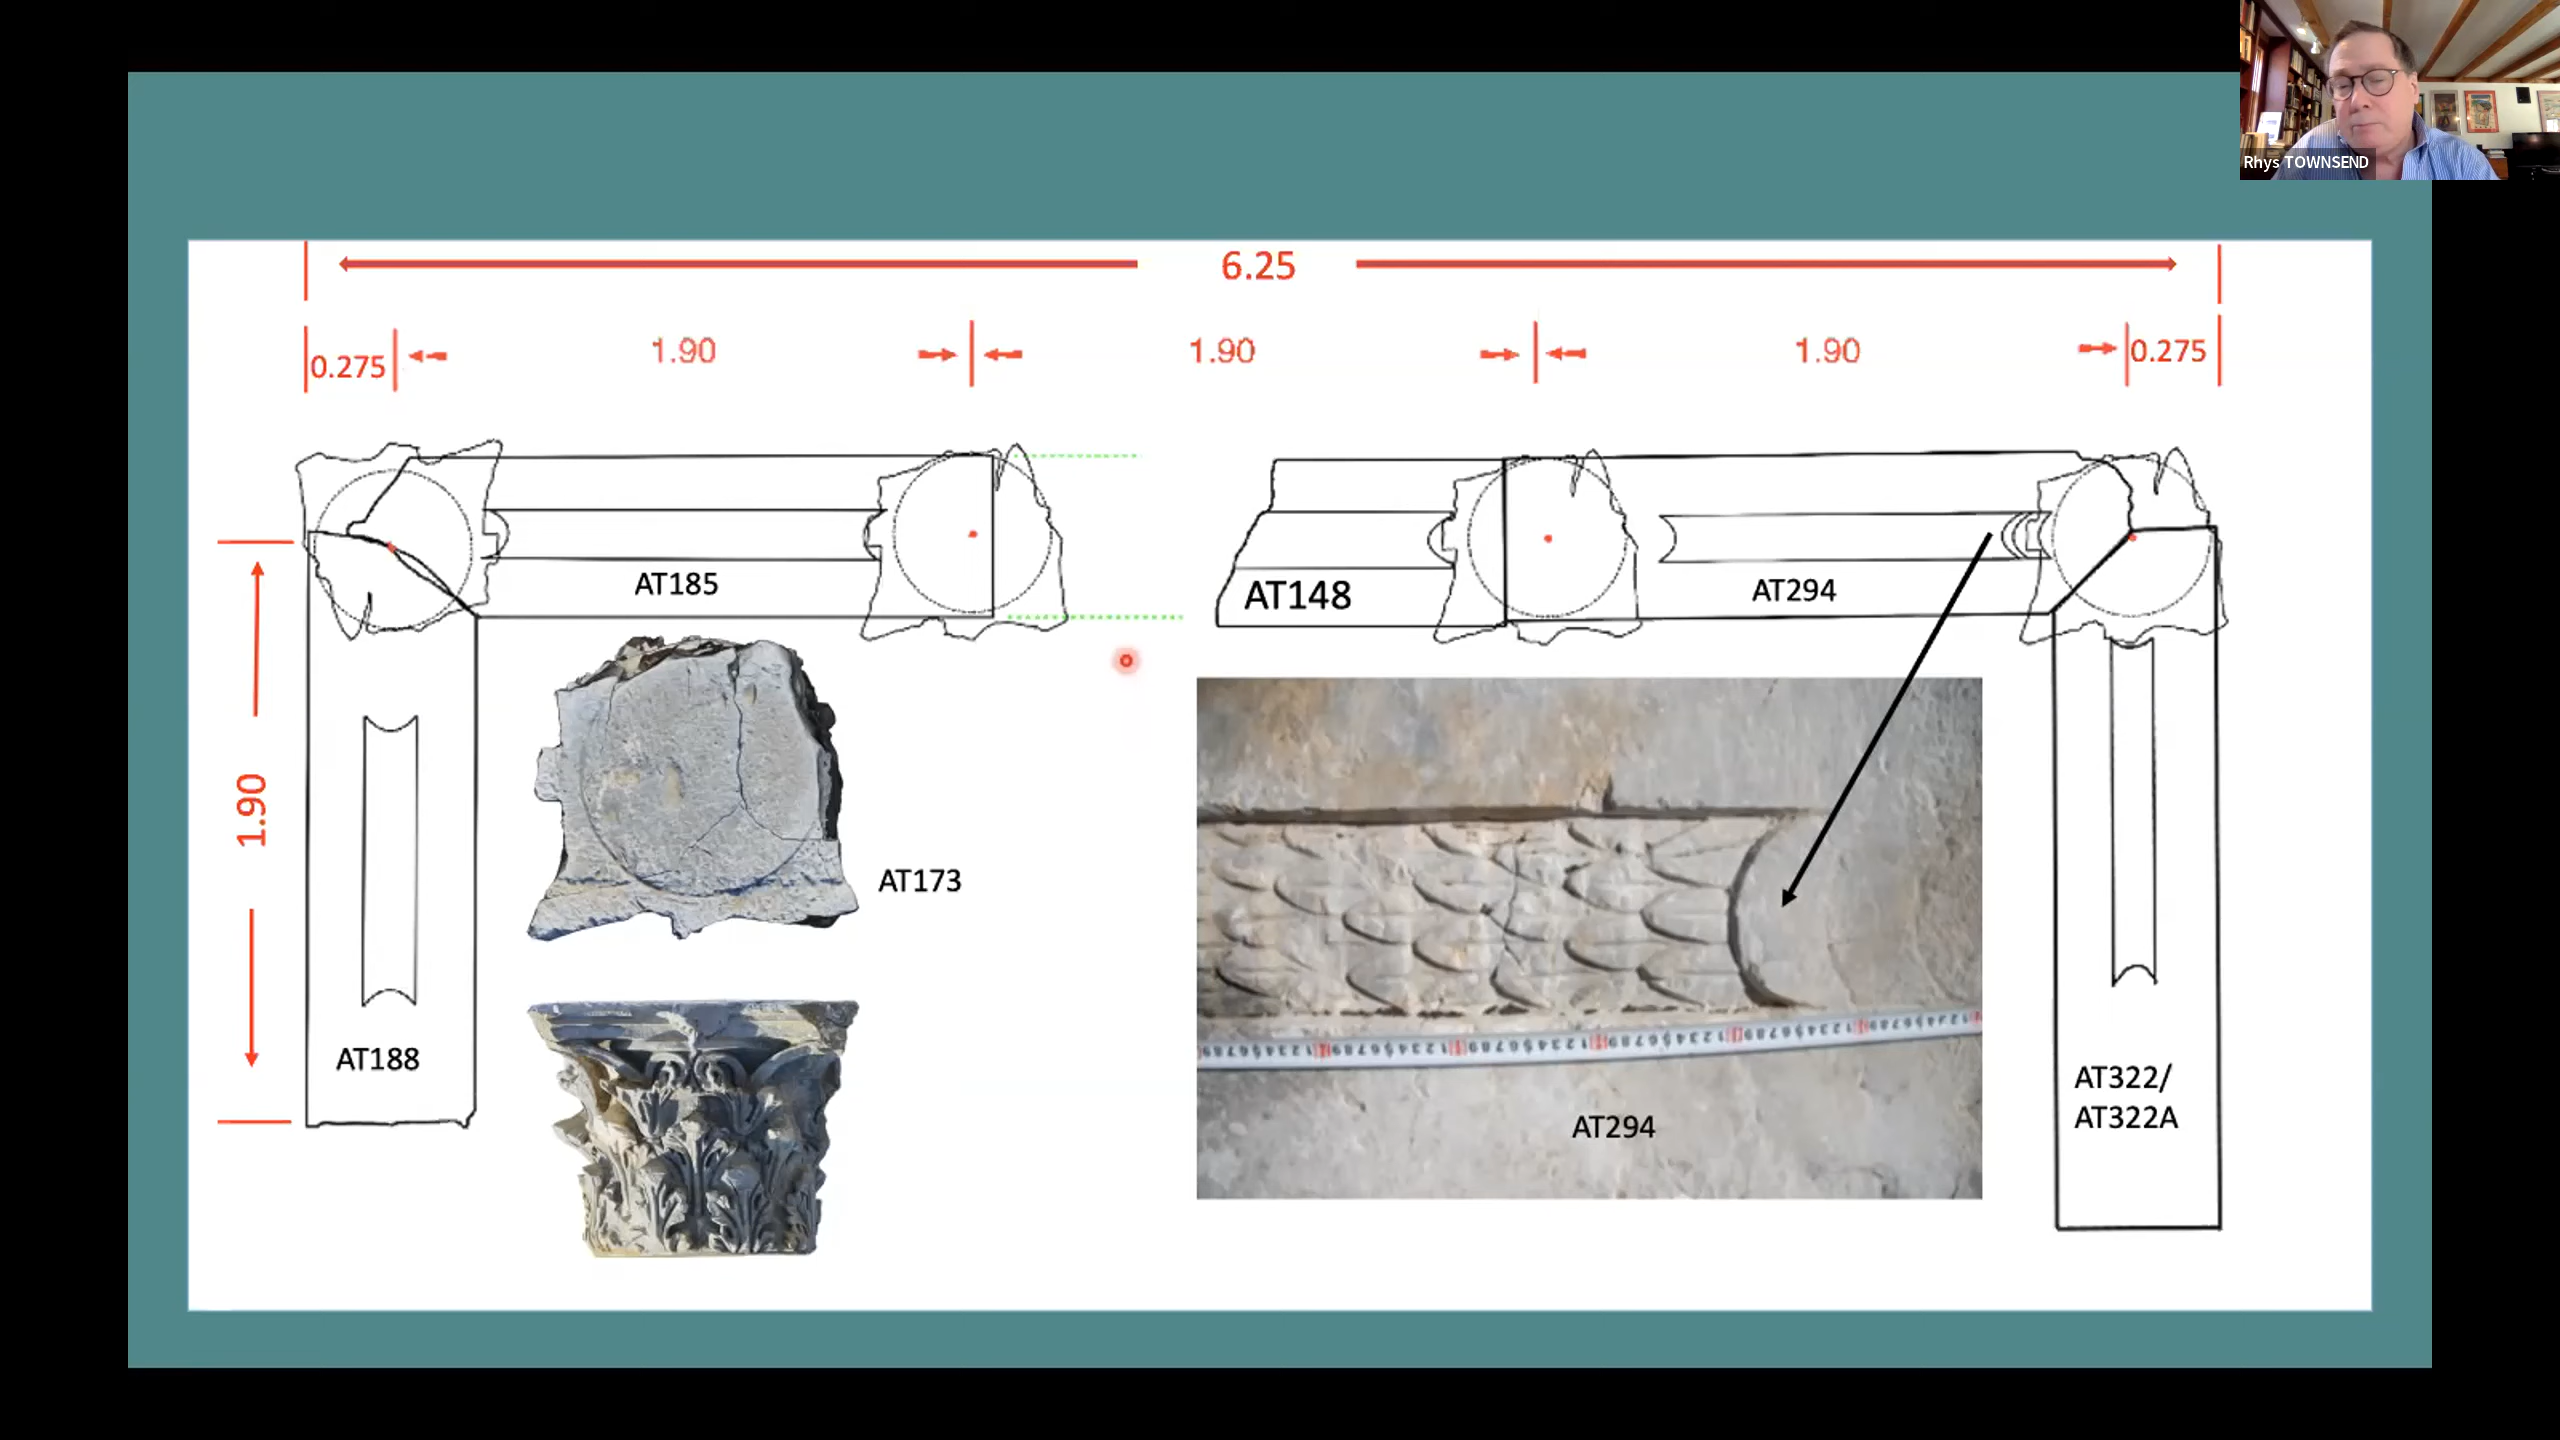 Rhys TOWNSEND
6.25
0.275
1.90
1.90
1.90
0.275
AT185
AT148
AT294
1.90
AT173
AT188
AT294
AT322/
AT322A